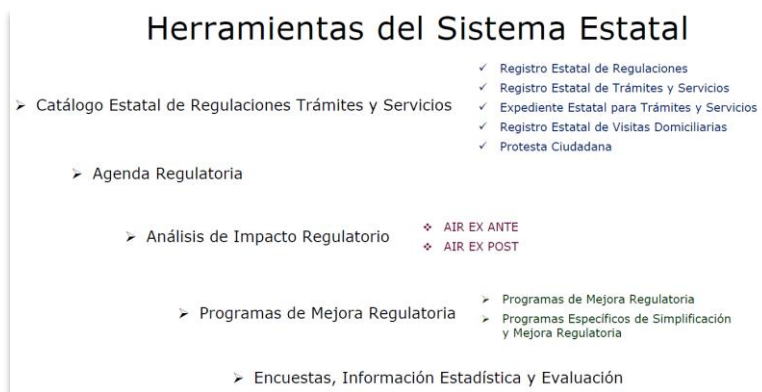 Herramientas del Sistema Estatal
Catálogo Estatal de Regulaciones Trámites y Servicios
Registro Estatal de Regulaciones
Registro Estatal de Trámites y Servicios
Expediente Estatal para Trámites y Servicios
Registro Estatal de Visitas Domiciliarias
Protesta Ciudadana
Agenda Regulatoria
Análisis de Impacto Regulatorio
AIR EX ANTE
AIR EX POST
Programas de Mejora Regulatoria
Programas de Mejora Regulatoria
Programas Específicos de Simplificación
y Mejora Regulatoria
Encuestas, Información Estadística y Evaluación